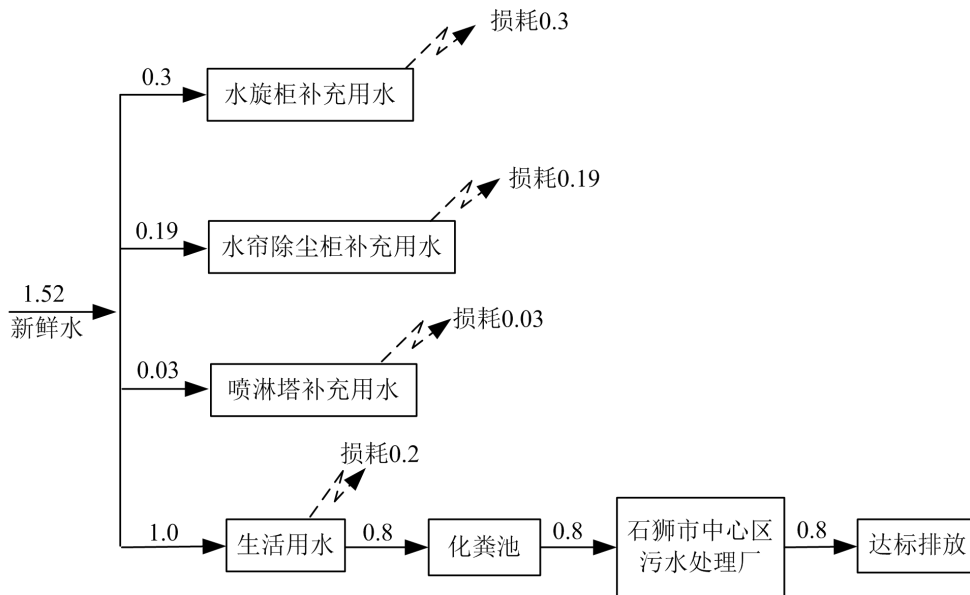 损耗0.3
0.3
水旋柜补充用水
损耗0.19
0.19
水帘除尘柜补充用水
1.52
新鲜水
损耗0.03
0.03
喷淋塔补充用水
损耗0.2
1.0
生活用水
0.8
化粪池
0.8
石狮市中心区
污水处理厂
0.8
达标排放